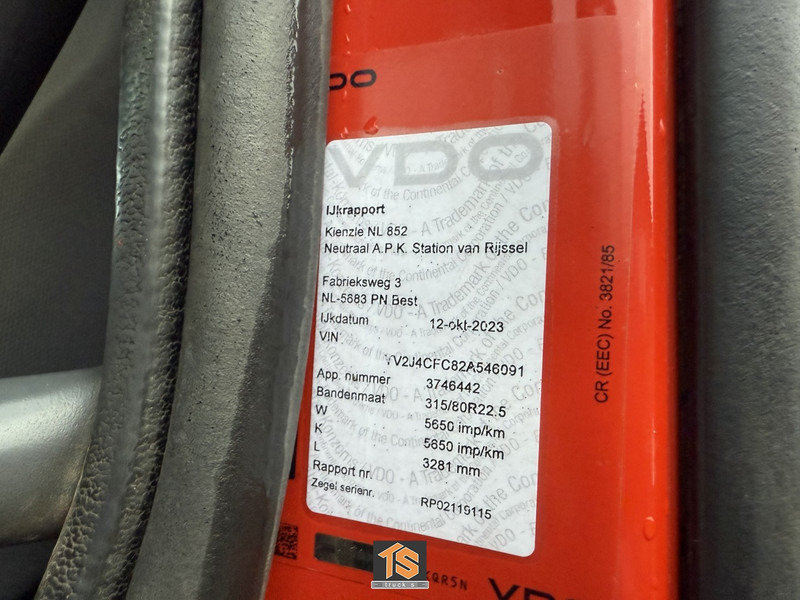 VDO
IJkrapport
Kienzle NL 852
Neutraal A.P.K. Station van Rijssel
Fabrieksweg 3
NL-5683 PN Best
IJkdatum 12-okt-2023
VIN YV2J4CFC82A546091
App. nummer 3746442
Bandenmaat 315/80R22.5
W 5650 imp/km
K 5650 imp/km
L 3281 mm
Rapport nr.
Zegel serienr. RP02119115
CR (EEC) No. 3821/85
TS
truck